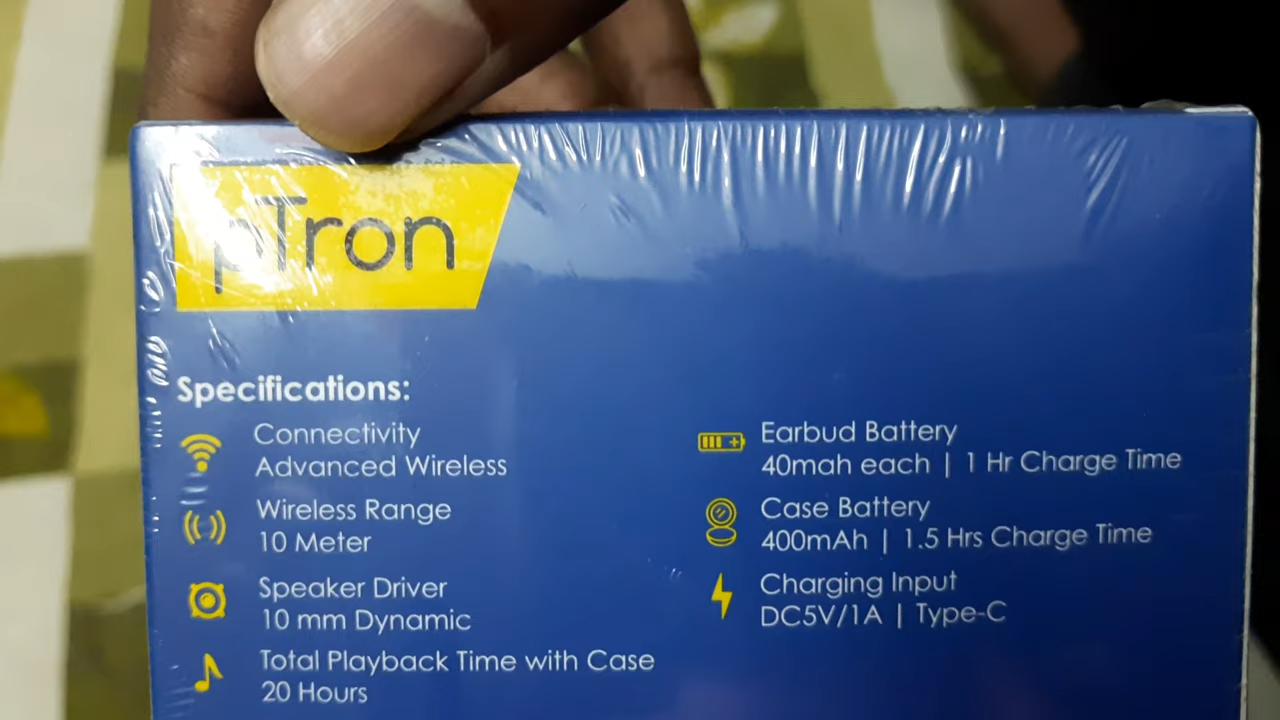 pTron
Specifications:
Connectivity
Advanced Wireless
Wireless Range
10 Meter
Speaker Driver
10 mm Dynamic
Total Playback Time with Case
20 Hours
Earbud Battery
40mah each | 1 Hr Charge Time
Case Battery
400mAh | 1.5 Hrs Charge Time
Charging Input
DC5V/1A | Type-C